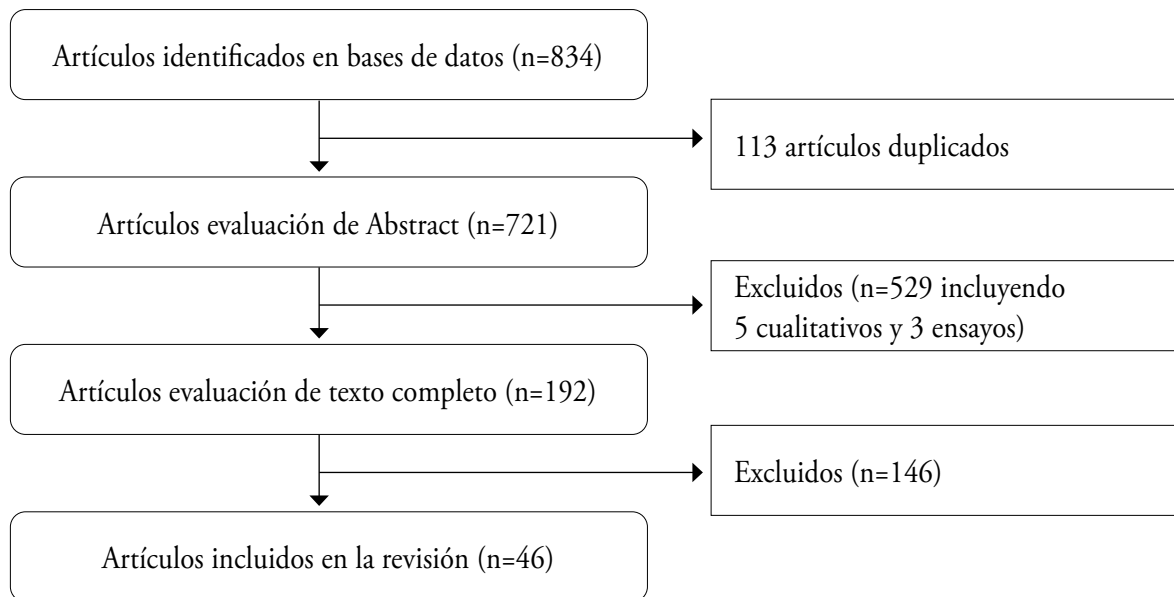 Artículos identificados en bases de datos (n=834)
113 artículos duplicados
Artículos evaluación de Abstract (n=721)
Excluidos (n=529 incluyendo
5 cualitativos y 3 ensayos)
Artículos evaluación de texto completo (n=192)
Excluidos (n=146)
Artículos incluidos en la revisión (n=46)